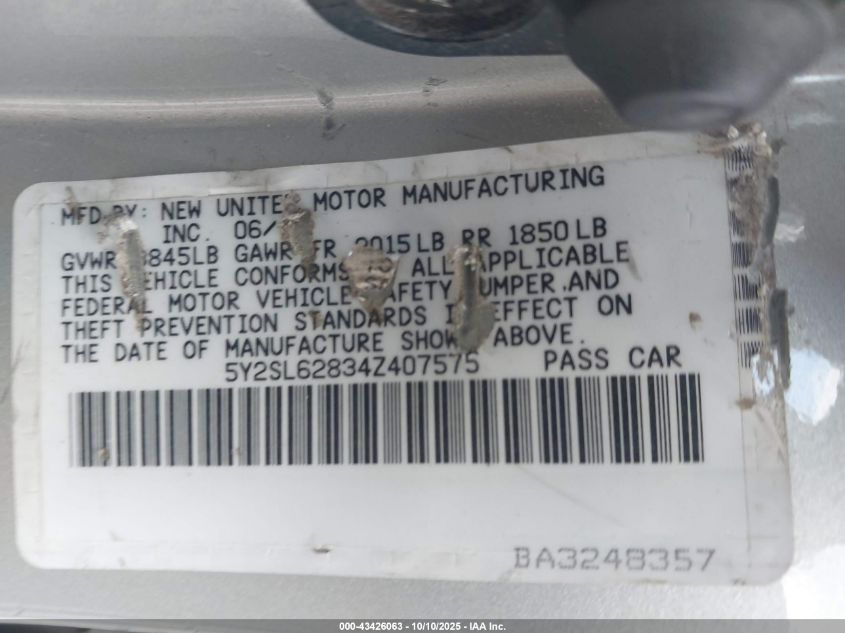 MFD BY: NEW UNITED MOTOR MANUFACTURING
INC. 06/
GVWR 3845LB GAWR FR 2015LB RR 1850LB
THIS VEHICLE CONFORMS TO ALL APPLICABLE
FEDERAL MOTOR VEHICLE SAFETY BUMPER AND
THEFT PREVENTION STANDARDS IN EFFECT ON
THE DATE OF MANUFACTURE SHOWN ABOVE.
5Y2SL62834Z407575 PASS CAR
BA3248357
000-43426063 - 10/10/2025 - IAA Inc.